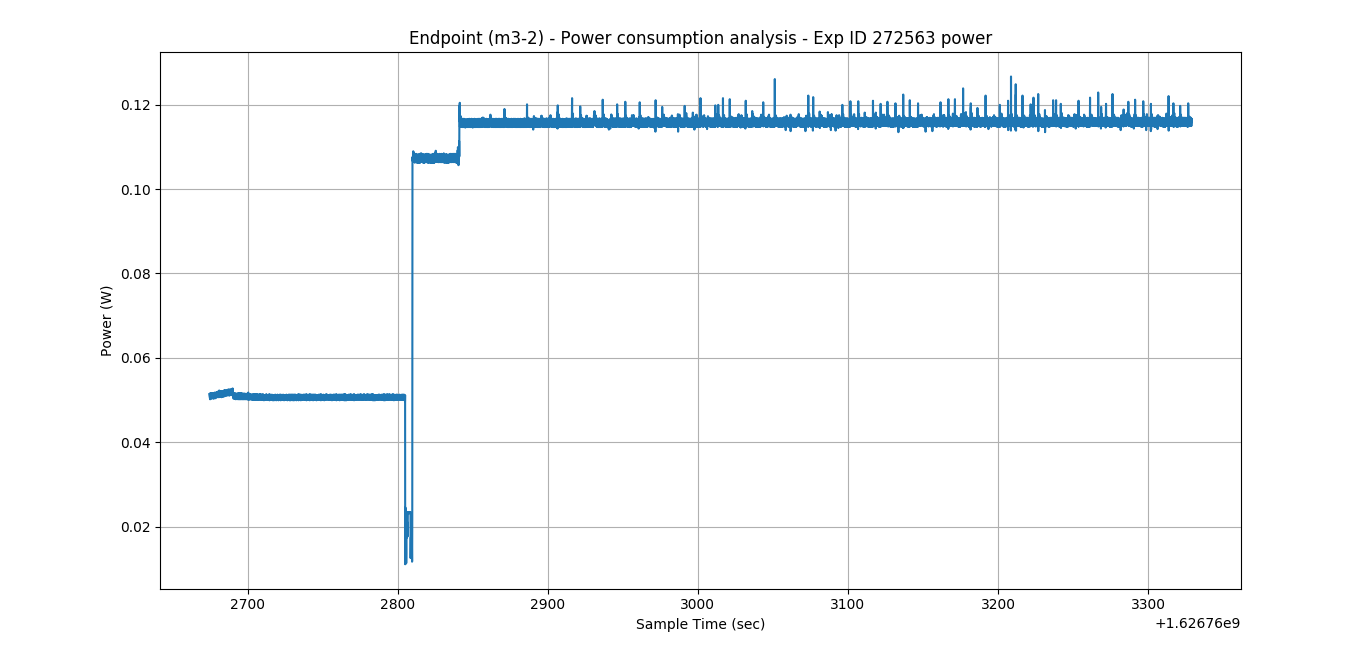 Endpoint (m3-2) - Power consumption analysis - Exp ID 272563 power
0.12
0.10
0.08
0.06
0.04
0.02
Power (W)
2700 2800 2900 3000 3100 3200 3300
Sample Time (sec)
+1.62676e9